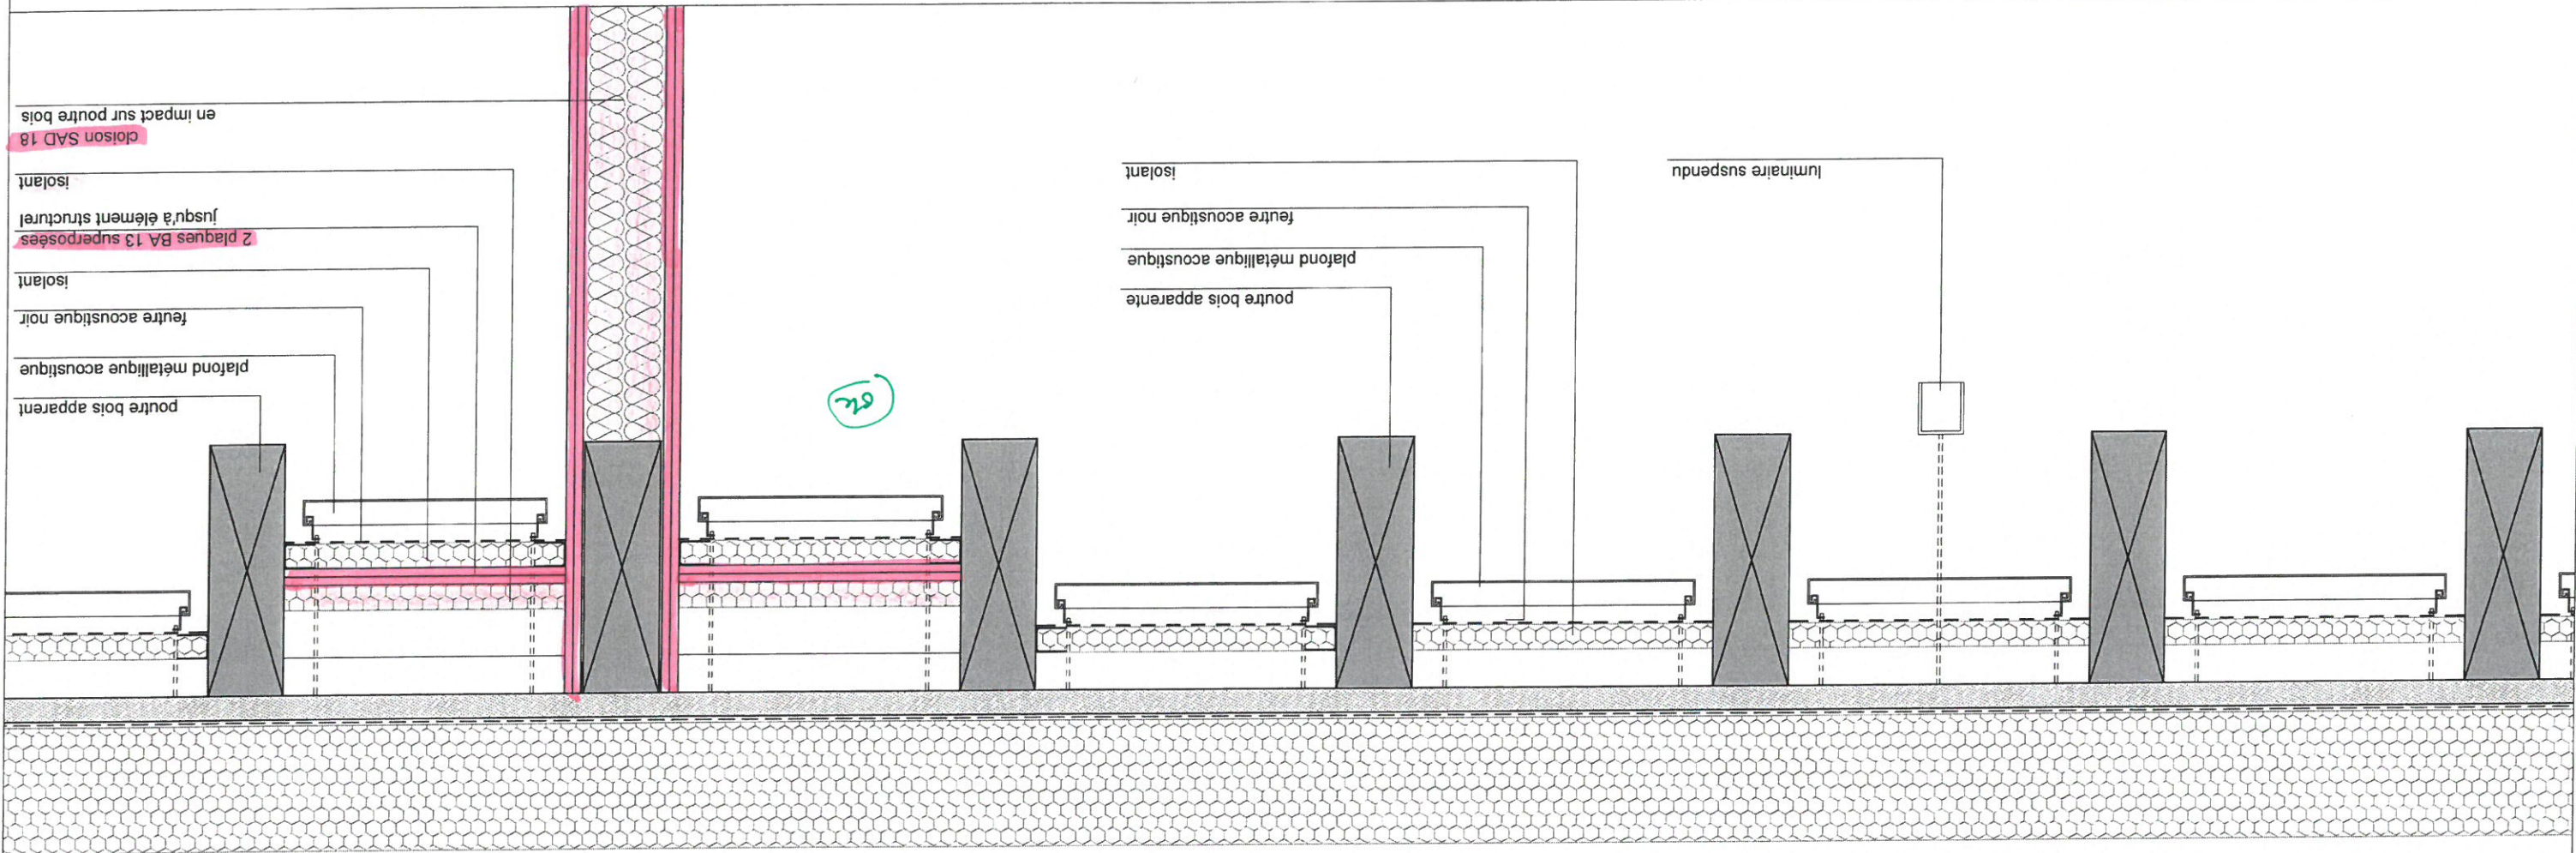 luminaire suspendu
poutre bois apparente
plafond métallique acoustique
feutre acoustique noir
isolant
ok
poutre bois apparent
plafond métallique acoustique
feutre acoustique noir
isolant
2 plaques BA 13 superposées
jusqu'à élément structurel
isolant
cloison SAD 18
en impact sur poutre bois